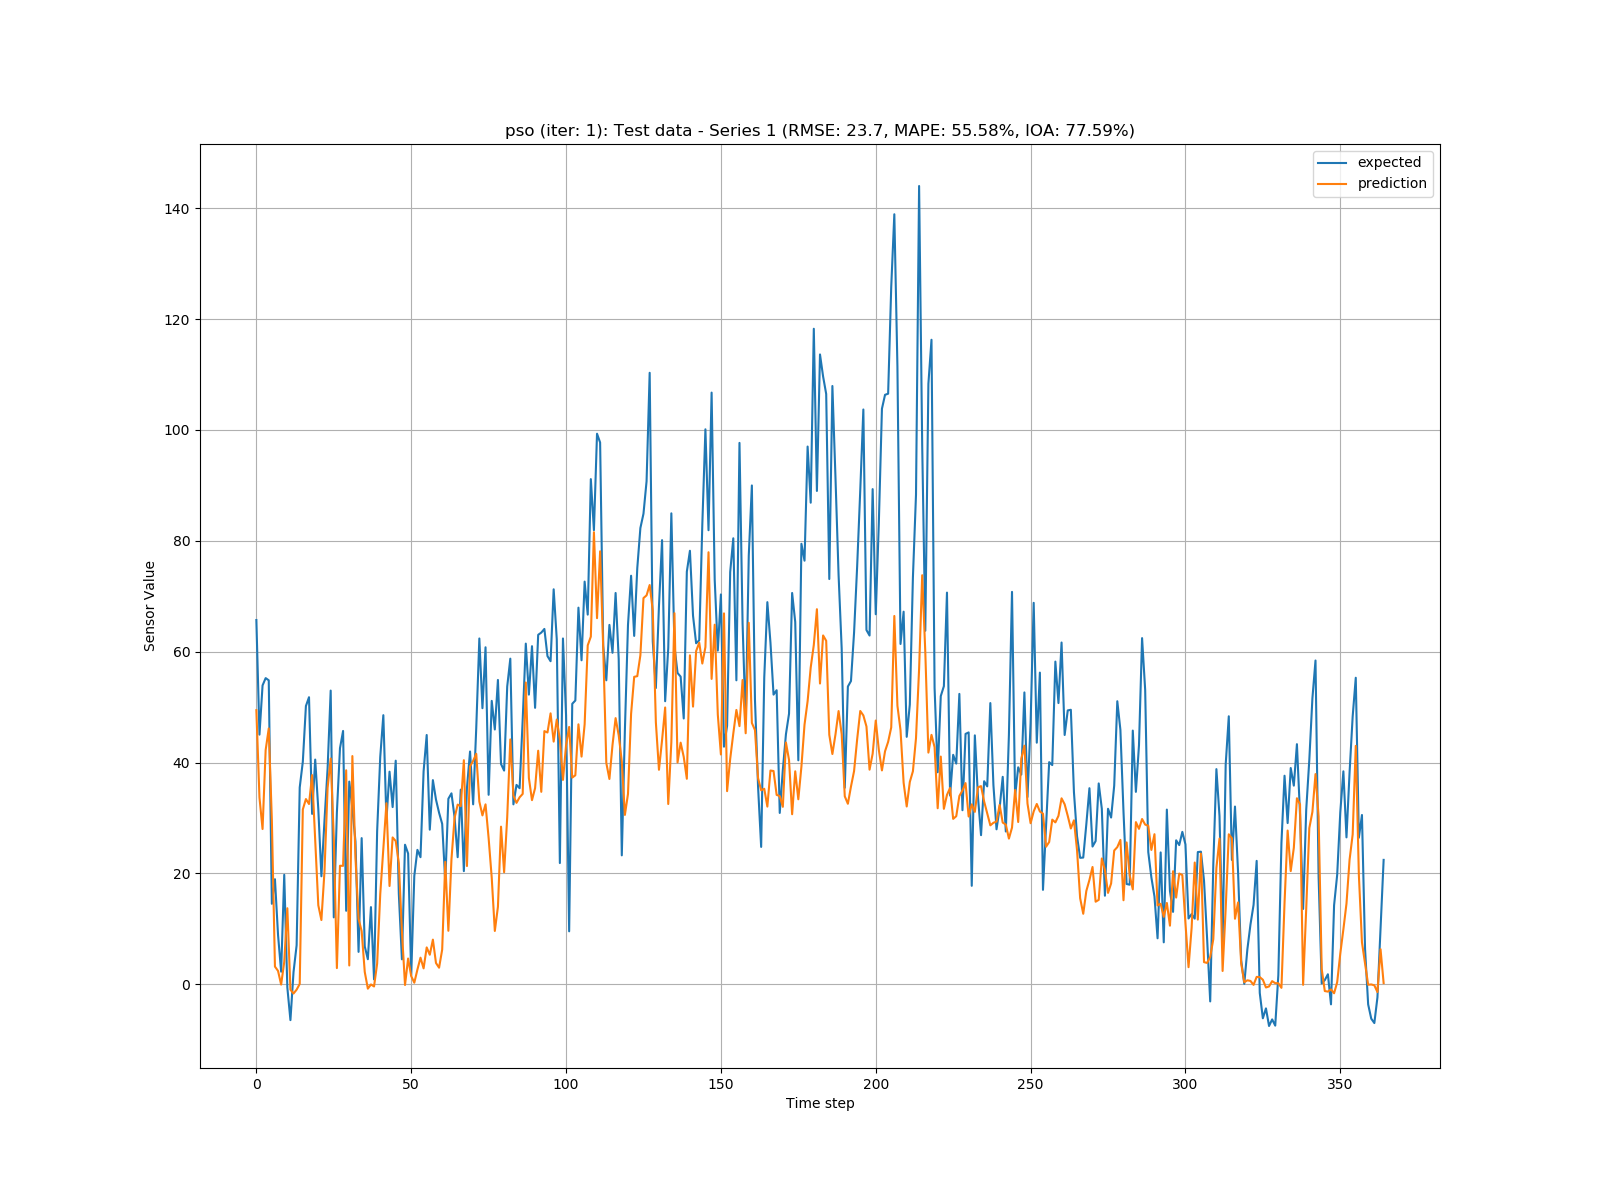 pso (iter: 1): Test data - Series 1 (RMSE: 23.7, MAPE: 55.58%, IOA: 77.59%)
expected
prediction
140
120
100
80
60
40
20
0
Sensor Value
0 50 100 150 200 250 300 350
Time step